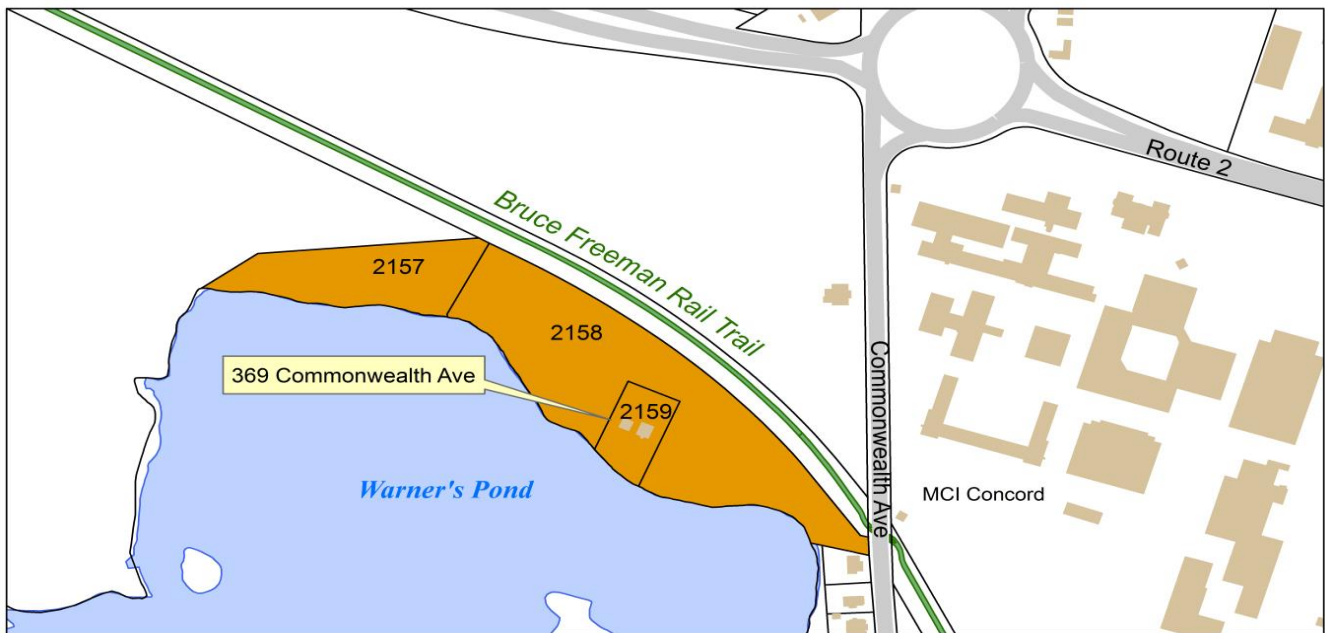 Route 2
Bruce Freeman Rail Trail
2157
2158
369 Commonwealth Ave
2159
Commonwealth Ave
Warner's Pond
MCI Concord